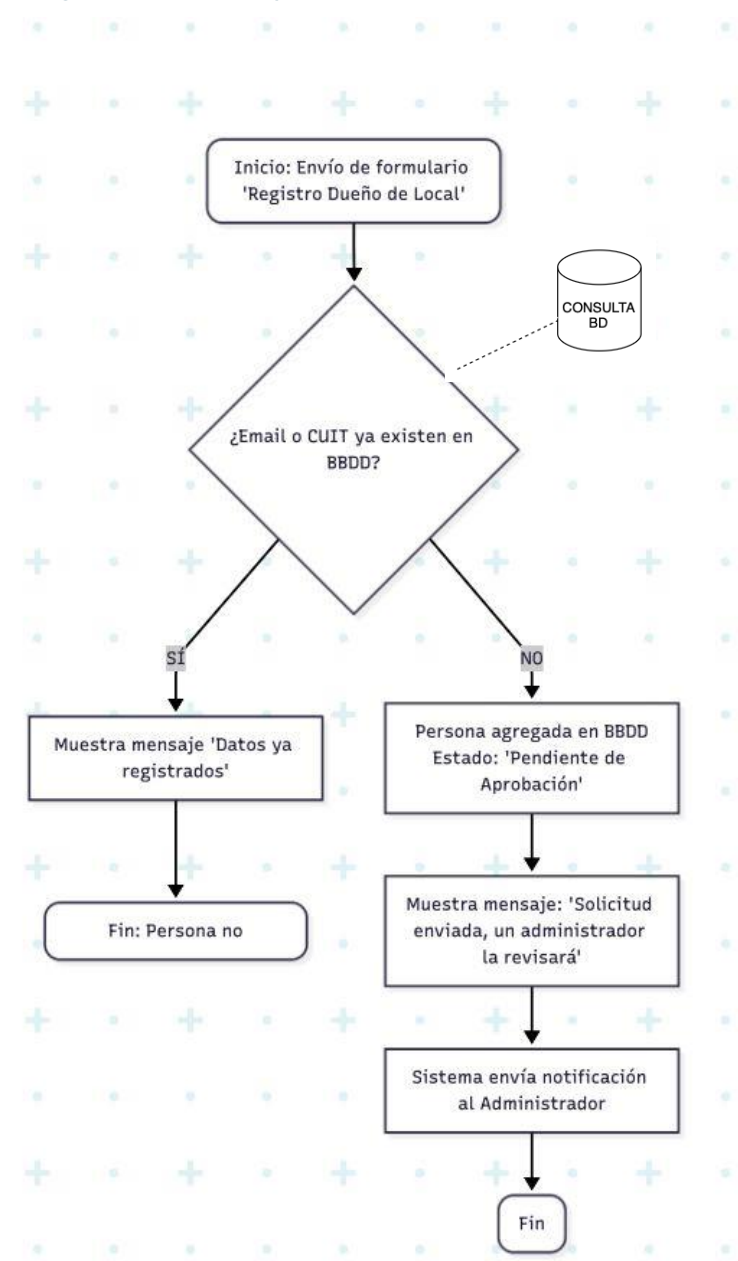 Inicio: Envío de formulario
'Registro Dueño de Local'
CONSULTA
BD
¿Email o CUIT ya existen en
BBDD?
SÍ
NO
Muestra mensaje 'Datos ya
registrados'
Persona agregada en BBDD
Estado: 'Pendiente de
Aprobación'
Fin: Persona no
Muestra mensaje: 'Solicitud
enviada, un administrador
la revisará'
Sistema envía notificación
al Administrador
Fin